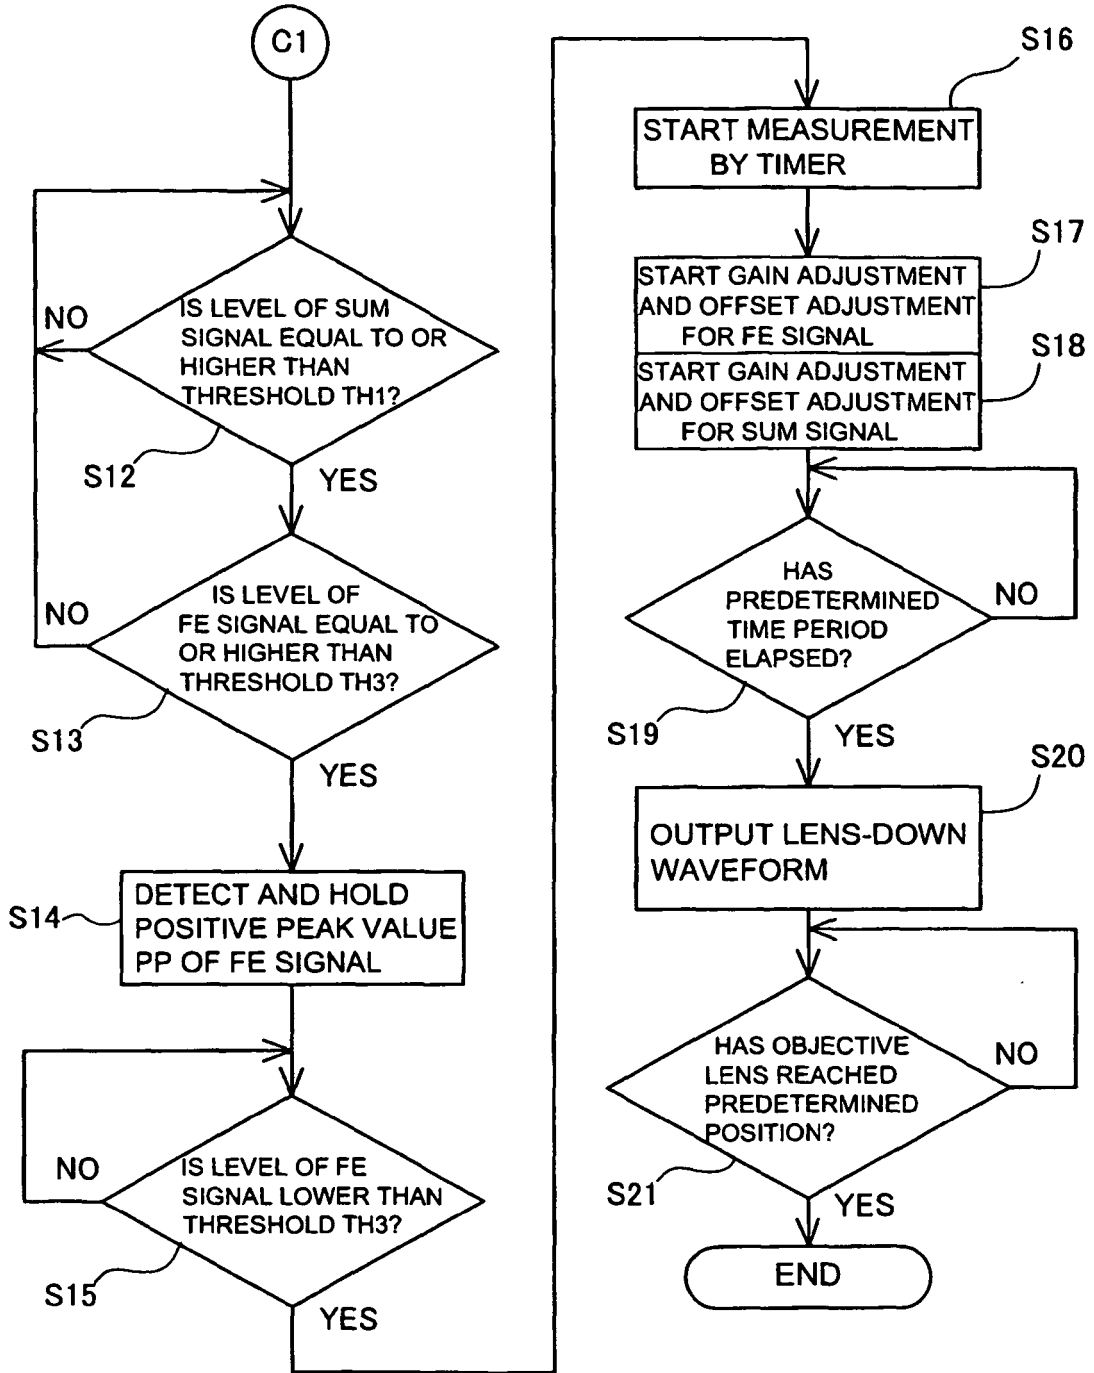 C1
IS LEVEL OF SUM
SIGNAL EQUAL TO OR
HIGHER THAN
THRESHOLD TH1?
NO
S12
YES
IS LEVEL OF
FE SIGNAL EQUAL TO
OR HIGHER THAN
THRESHOLD TH3?
NO
S13
YES
S14
DETECT AND HOLD
POSITIVE PEAK VALUE
PP OF FE SIGNAL
NO
IS LEVEL OF FE
SIGNAL LOWER THAN
THRESHOLD TH3?
S15
YES
S16
START MEASUREMENT
BY TIMER
S17
START GAIN ADJUSTMENT
AND OFFSET ADJUSTMENT
FOR FE SIGNAL
S18
START GAIN ADJUSTMENT
AND OFFSET ADJUSTMENT
FOR SUM SIGNAL
HAS
PREDETERMINED
TIME PERIOD
ELAPSED?
NO
S19
YES
S20
OUTPUT LENS-DOWN
WAVEFORM
HAS OBJECTIVE
LENS REACHED
PREDETERMINED
POSITION?
NO
S21
YES
END